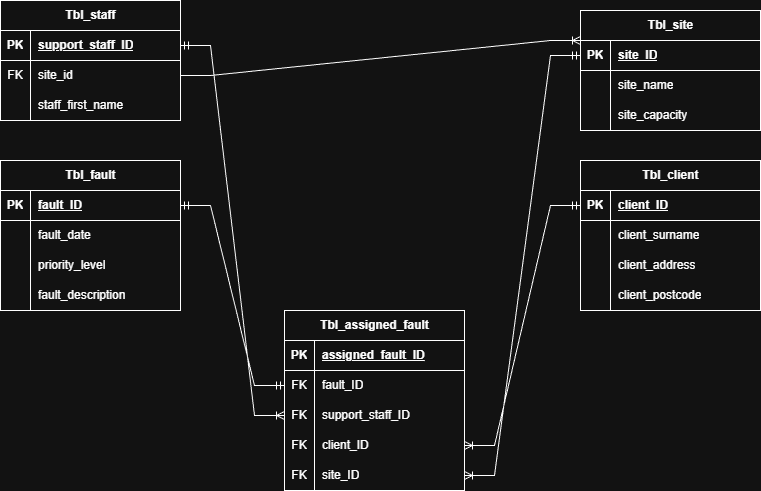 Tbl_staff
PK support_staff_ID
FK site_id
staff_first_name
Tbl_site
PK site_ID
site_name
site_capacity
Tbl_fault
PK fault_ID
fault_date
priority_level
fault_description
Tbl_client
PK client_ID
client_surname
client_address
client_postcode
Tbl_assigned_fault
PK assigned_fault_ID
FK fault_ID
FK support_staff_ID
FK client_ID
FK site_ID